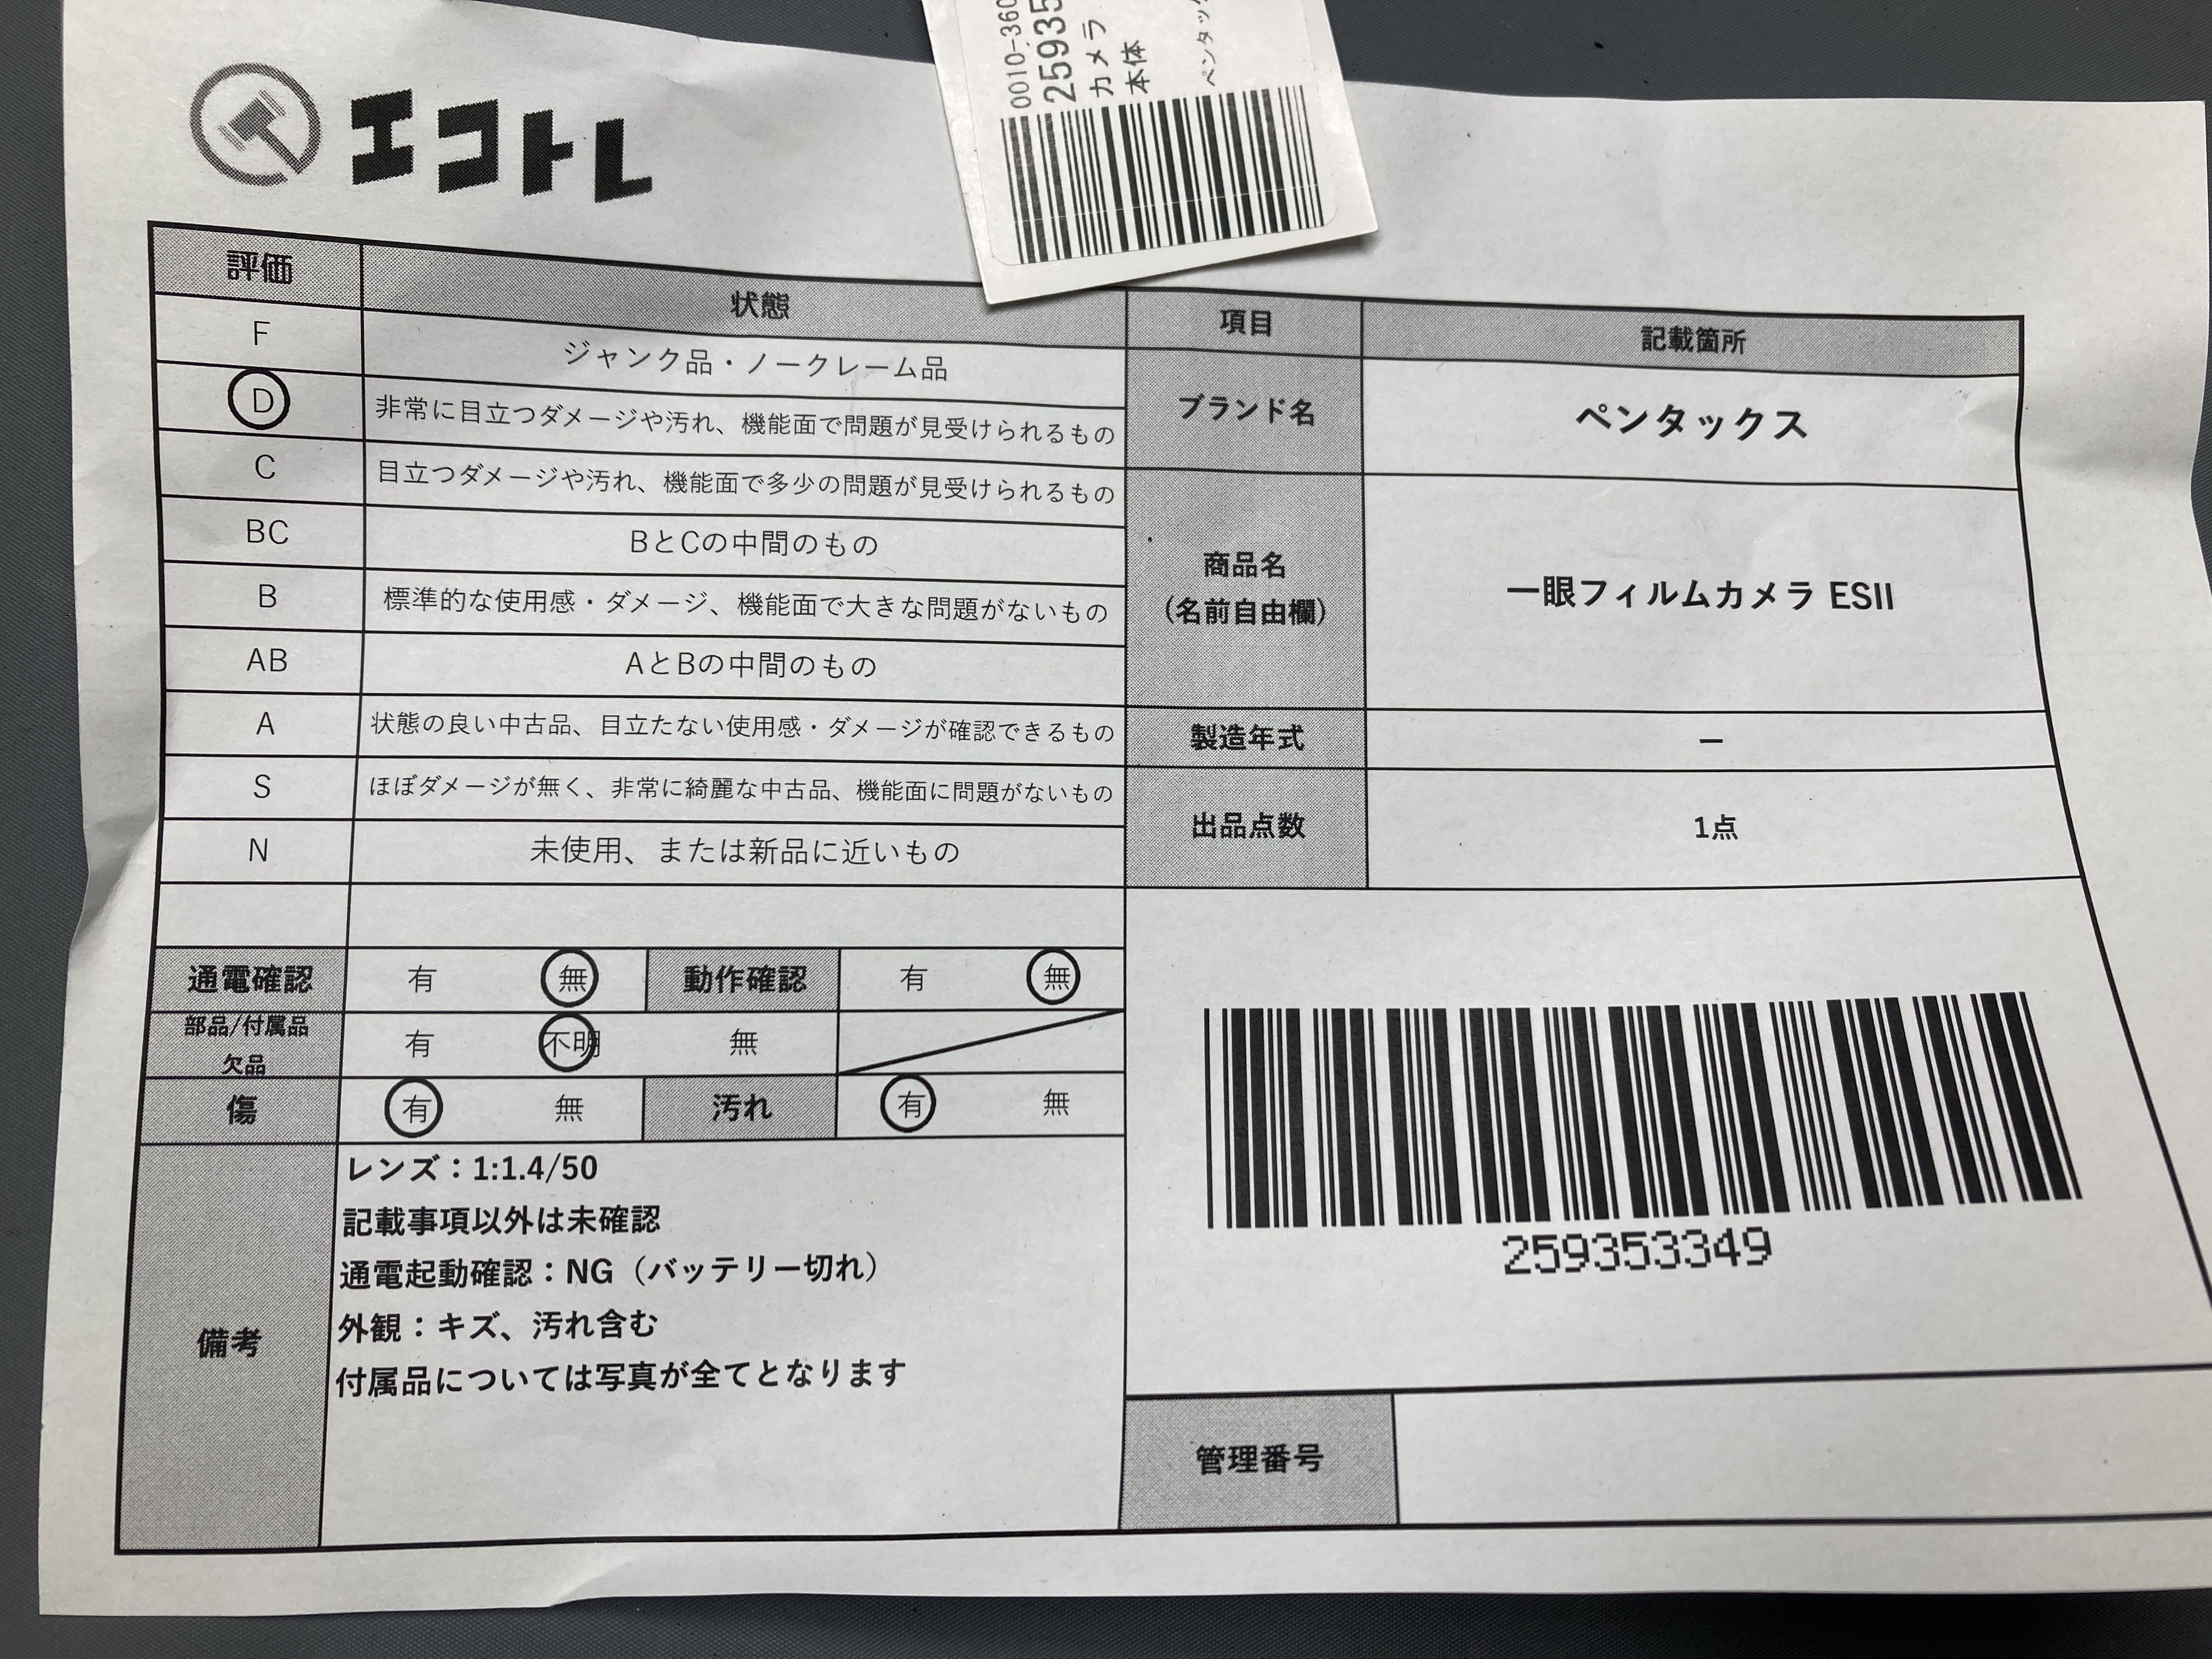 エコトレ
0010-360
25935
カメラ
本体
ペンタック
評価 状態
F ジャンク品・ノークレーム品
D 非常に目立つダメージや汚れ、機能面で問題が見受けられるもの
C 目立つダメージや汚れ、機能面で多少の問題が見受けられるもの
BC BとCの中間のもの
B 標準的な使用感・ダメージ、機能面で大きな問題がないもの
AB AとBの中間のもの
A 状態の良い中古品、目立たない使用感・ダメージが確認できるもの
S ほぼダメージが無く、非常に綺麗な中古品、機能面に問題がないもの
N 未使用、または新品に近いもの
通電確認 有 無 動作確認 有 無
部品/付属品
欠品 有 不明 無
傷 有 無 汚れ 有 無
備考
レンズ：1:1.4/50
記載事項以外は未確認
通電起動確認：NG（バッテリー切れ）
外観：キズ、汚れ含む
付属品については写真が全てとなります
項目 記載箇所
ブランド名 ペンタックス
商品名
（名前自由欄） 一眼フィルムカメラ ESII
製造年式 ー
出品点数 1点
259353349
管理番号